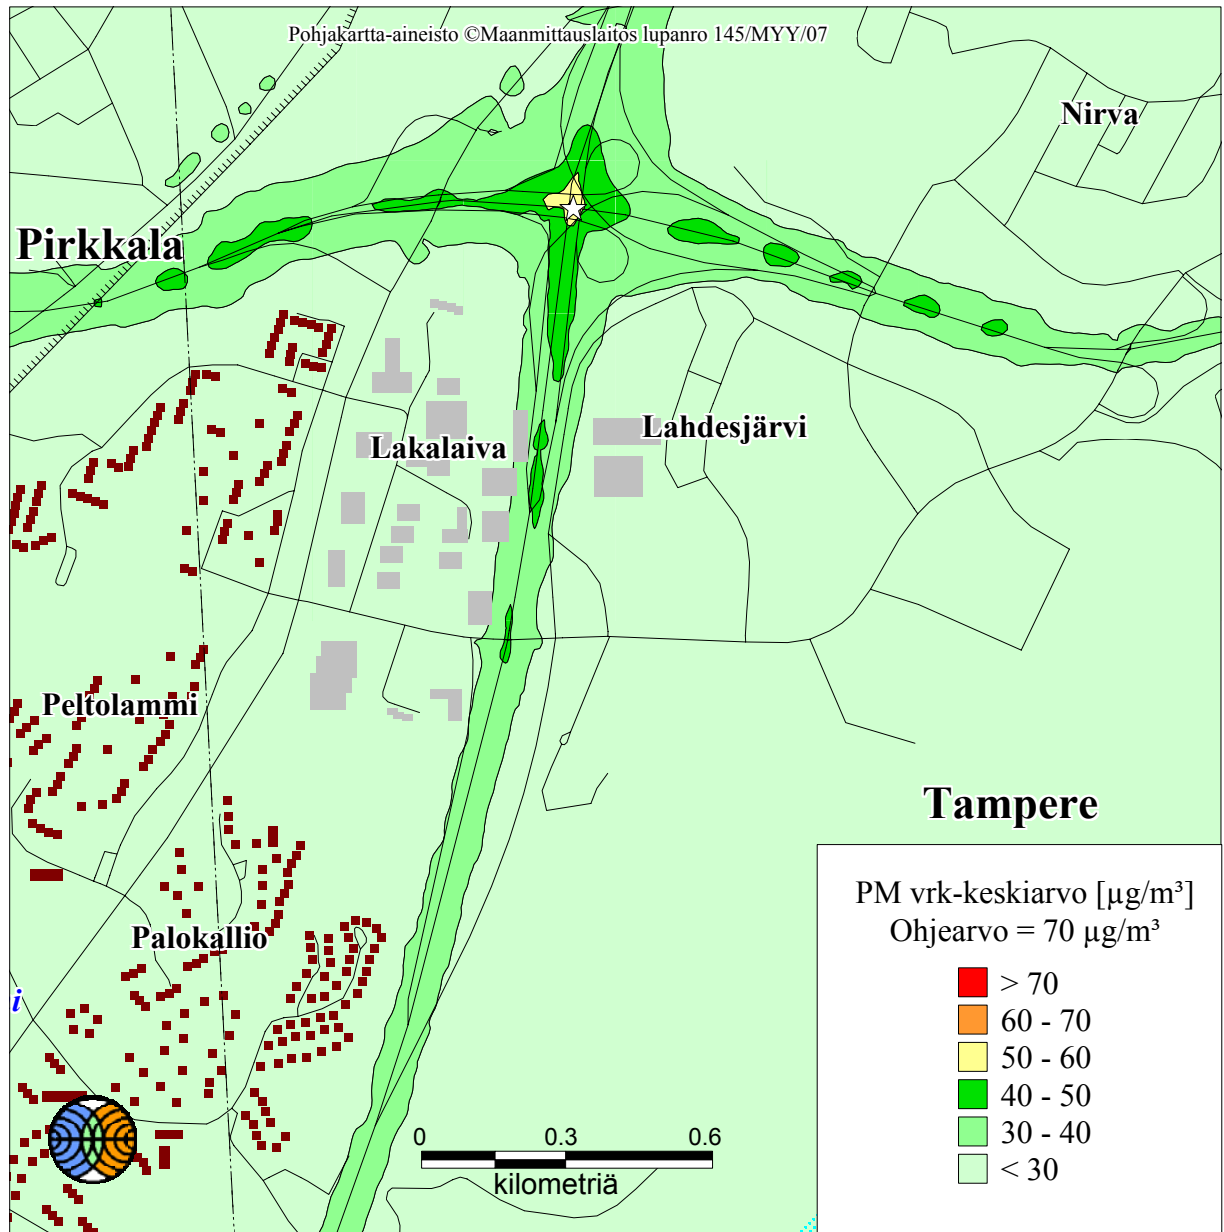 Pohjakartta-aineisto ©Maanmittauslaitos lupanro 145/MYY/07
Nirva
Pirkkala
Lakalaiva
Lahdesjärvi
Peltolammi
Tampere
Palokallio
i
PM vrk-keskiarvo [µg/m³]
Ohjearvo = 70 µg/m³
> 70
60 - 70
50 - 60
40 - 50
30 - 40
< 30
0 0.3 0.6
kilometriä